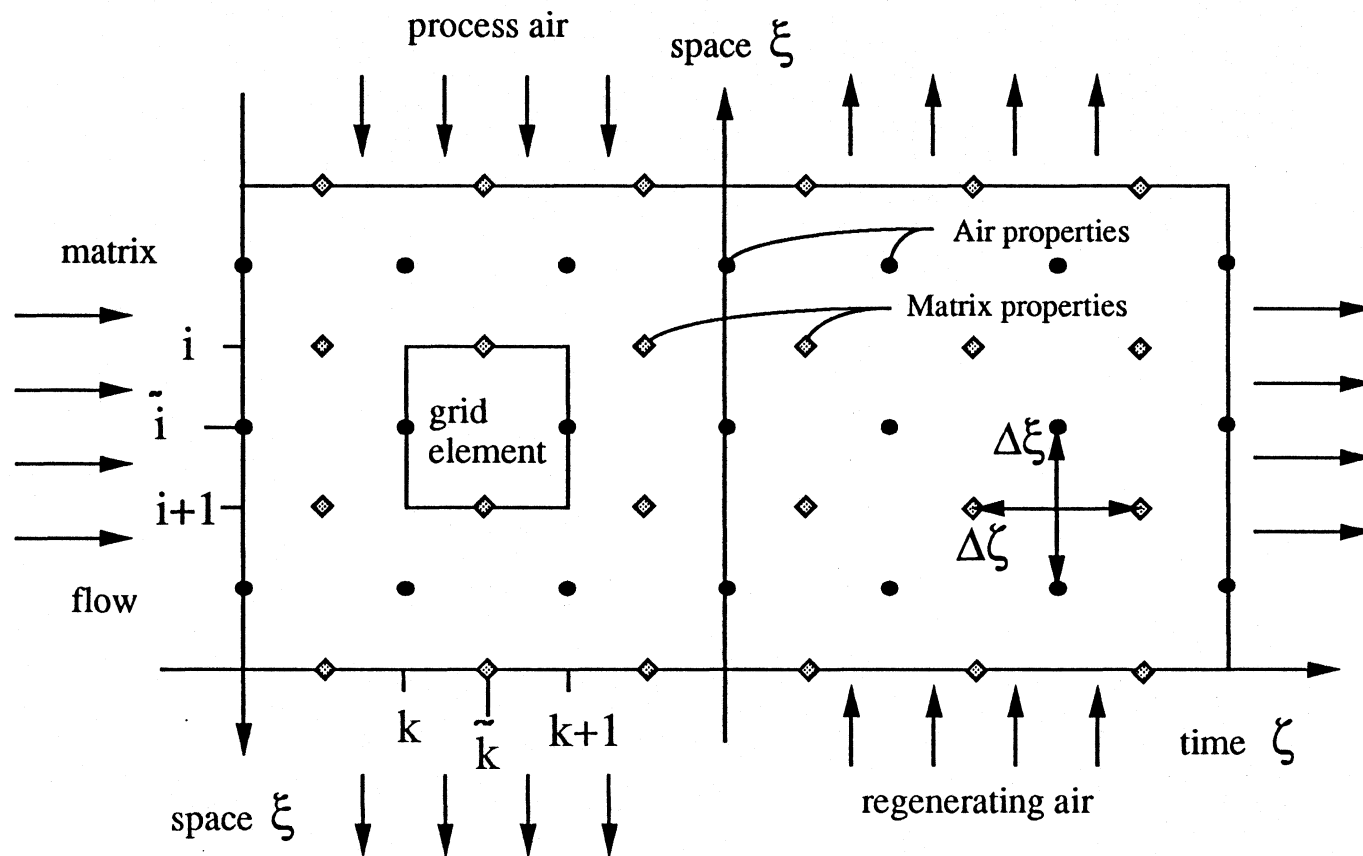 process air
space ξ
matrix
Air properties
Matrix properties
i
ĩ
grid
element
Δξ
i+1
Δζ
flow
k
k̃
k+1
time ζ
space ξ
regenerating air